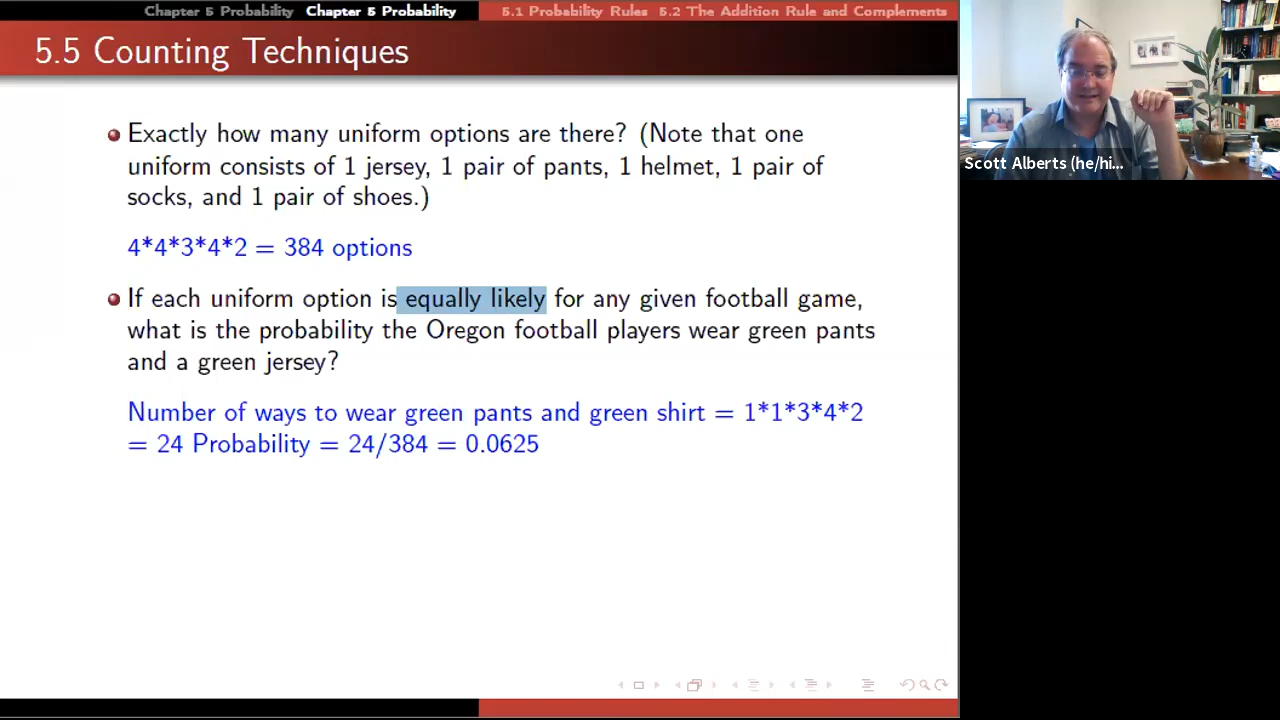 Chapter 5 Probability Chapter 5 Probability 5.1 Probability Rules 5.2 The Addition Rule and Complements
5.5 Counting Techniques
Exactly how many uniform options are there? (Note that one
uniform consists of 1 jersey, 1 pair of pants, 1 helmet, 1 pair of
socks, and 1 pair of shoes.)
4*4*3*4*2 = 384 options
If each uniform option is equally likely for any given football game,
what is the probability the Oregon football players wear green pants
and a green jersey?
Number of ways to wear green pants and green shirt = 1*1*3*4*2
= 24 Probability = 24/384 = 0.0625
Scott Alberts (he/hi...